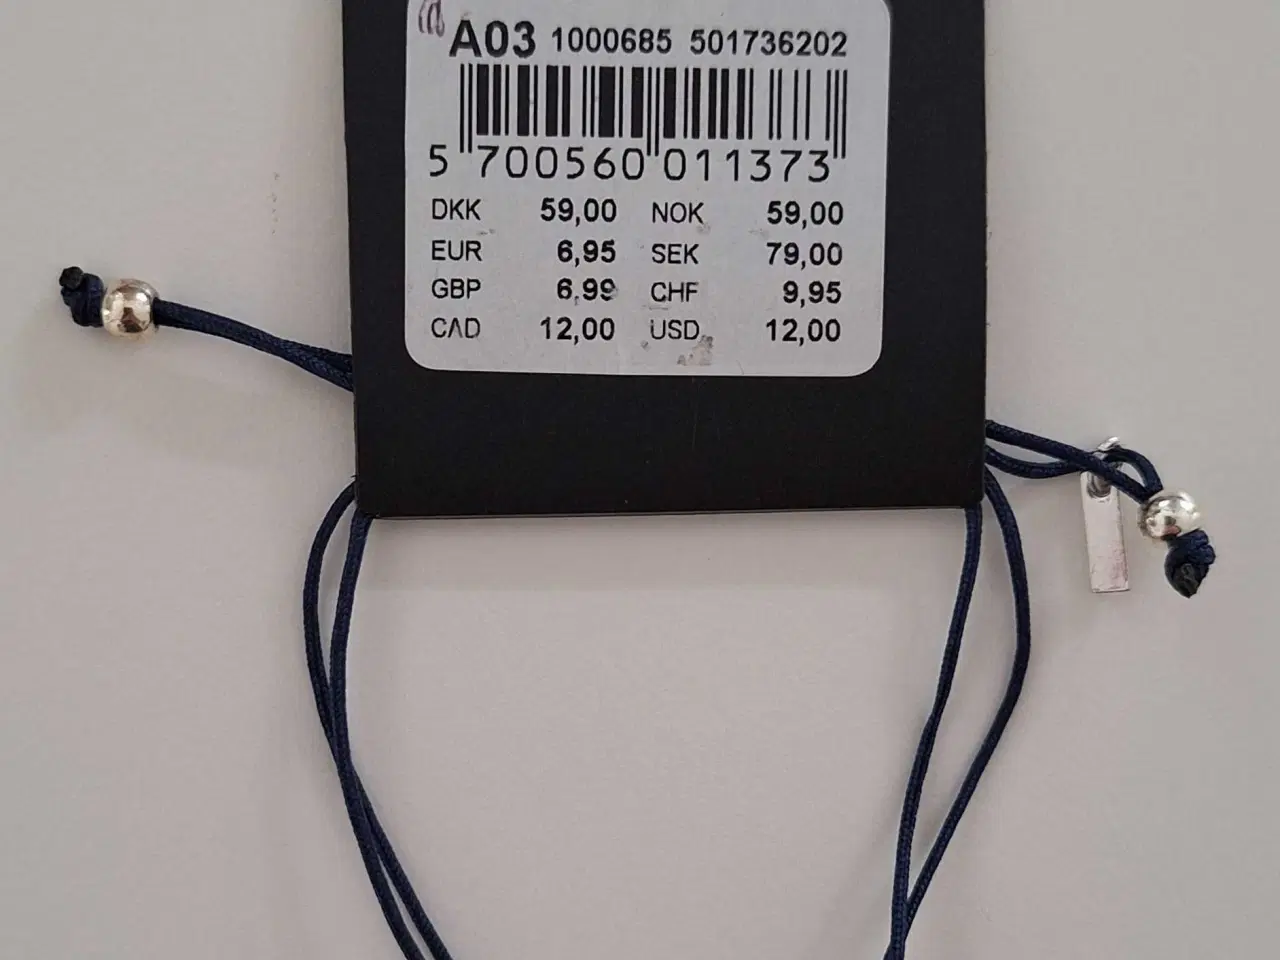 A03 1000685 501736202
5 700560 011373
DKK 59,00 NOK 59,00
EUR 6,95 SEK 79,00
GBP 6,99 CHF 9,95
CAD 12,00 USD 12,00